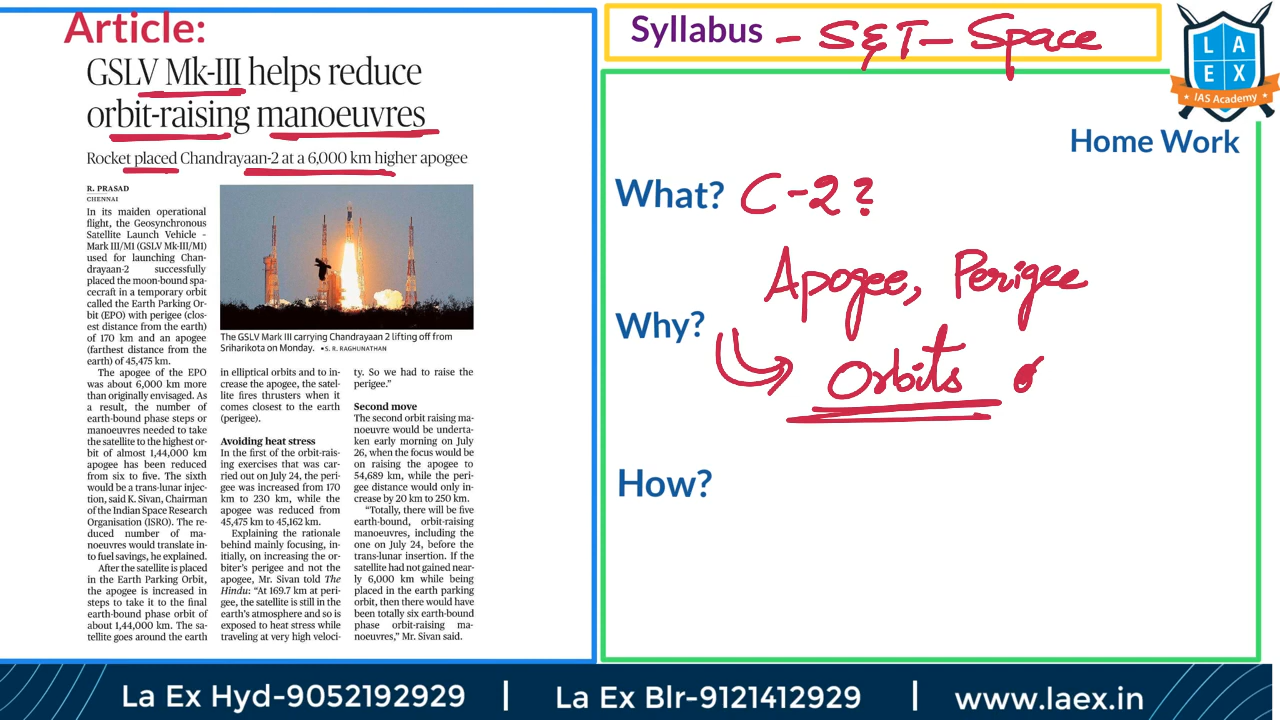 Article:
GSLV Mk-III helps reduce
orbit-raising manoeuvres
Rocket placed Chandrayaan-2 at a 6,000 km higher apogee
R. PRASAD
CHENNAI
In its maiden operational
flight, the Geosynchronous
Satellite Launch Vehicle -
Mark III/M1 (GSLV Mk-III/M1)
used for launching Chan-
drayaan-2 successfully
placed the moon-bound spa-
cecraft in a temporary orbit
called the Earth Parking Or-
bit (EPO) with perigee (clos-
est distance from the earth)
of 170 km and an apogee
(farthest distance from the
earth) of 45,475 km.
The apogee of the EPO
was about 6,000 km more
than originally envisaged. As
a result, the number of
earth-bound phase steps or
manoeuvres needed to take
the satellite to the highest or-
bit of almost 1,44,000 km
apogee has been reduced
from six to five. The sixth
would be a trans-lunar injec-
tion, said K. Sivan, Chairman
of the Indian Space Research
Organisation (ISRO). The re-
duced number of ma-
noeuvres would translate in-
to fuel savings, he explained.
After the satellite is placed
in the Earth Parking Orbit,
the apogee is increased in
steps to take it to the final
earth-bound phase orbit of
about 1,44,000 km. The sa-
tellite goes around the earth
The GSLV Mark III carrying Chandrayaan 2 lifting off from
Sriharikota on Monday. •S. R. RAGHUNATHAN
in elliptical orbits and to in-
crease the apogee, the satel-
lite fires thrusters when it
comes closest to the earth
(perigee).
Avoiding heat stress
In the first of the orbit-rais-
ing exercises that was car-
ried out on July 24, the peri-
gee was increased from 170
km to 230 km, while the
apogee was reduced from
45,475 km to 45,162 km.
Explaining the rationale
behind mainly focusing, in-
itially, on increasing the or-
biter's perigee and not the
apogee, Mr. Sivan told The
Hindu: "At 169.7 km at peri-
gee, the satellite is still in the
earth's atmosphere and so is
exposed to heat stress while
traveling at very high veloci-
ty. So we had to raise the
perigee."
Second move
The second orbit raising ma-
noeuvre would be underta-
ken early morning on July
26, when the focus would be
on raising the apogee to
54,689 km, while the peri-
gee distance would only in-
crease by 20 km to 250 km.
"Totally, there will be five
earth-bound, orbit-raising
manoeuvres, including the
one on July 24, before the
trans-lunar insertion. If the
satellite had not gained near-
ly 6,000 km while being
placed in the earth parking
orbit, then there would have
been totally six earth-bound
phase orbit-raising ma-
noeuvres," Mr. Sivan said.
Syllabus - S&T - Space
LA
EX
IAS Academy
Home Work
What? C-2?
Apogee, Perigee
Why?
Orbits
How?
La Ex Hyd-9052192929 | La Ex Blr-9121412929 | www.laex.in